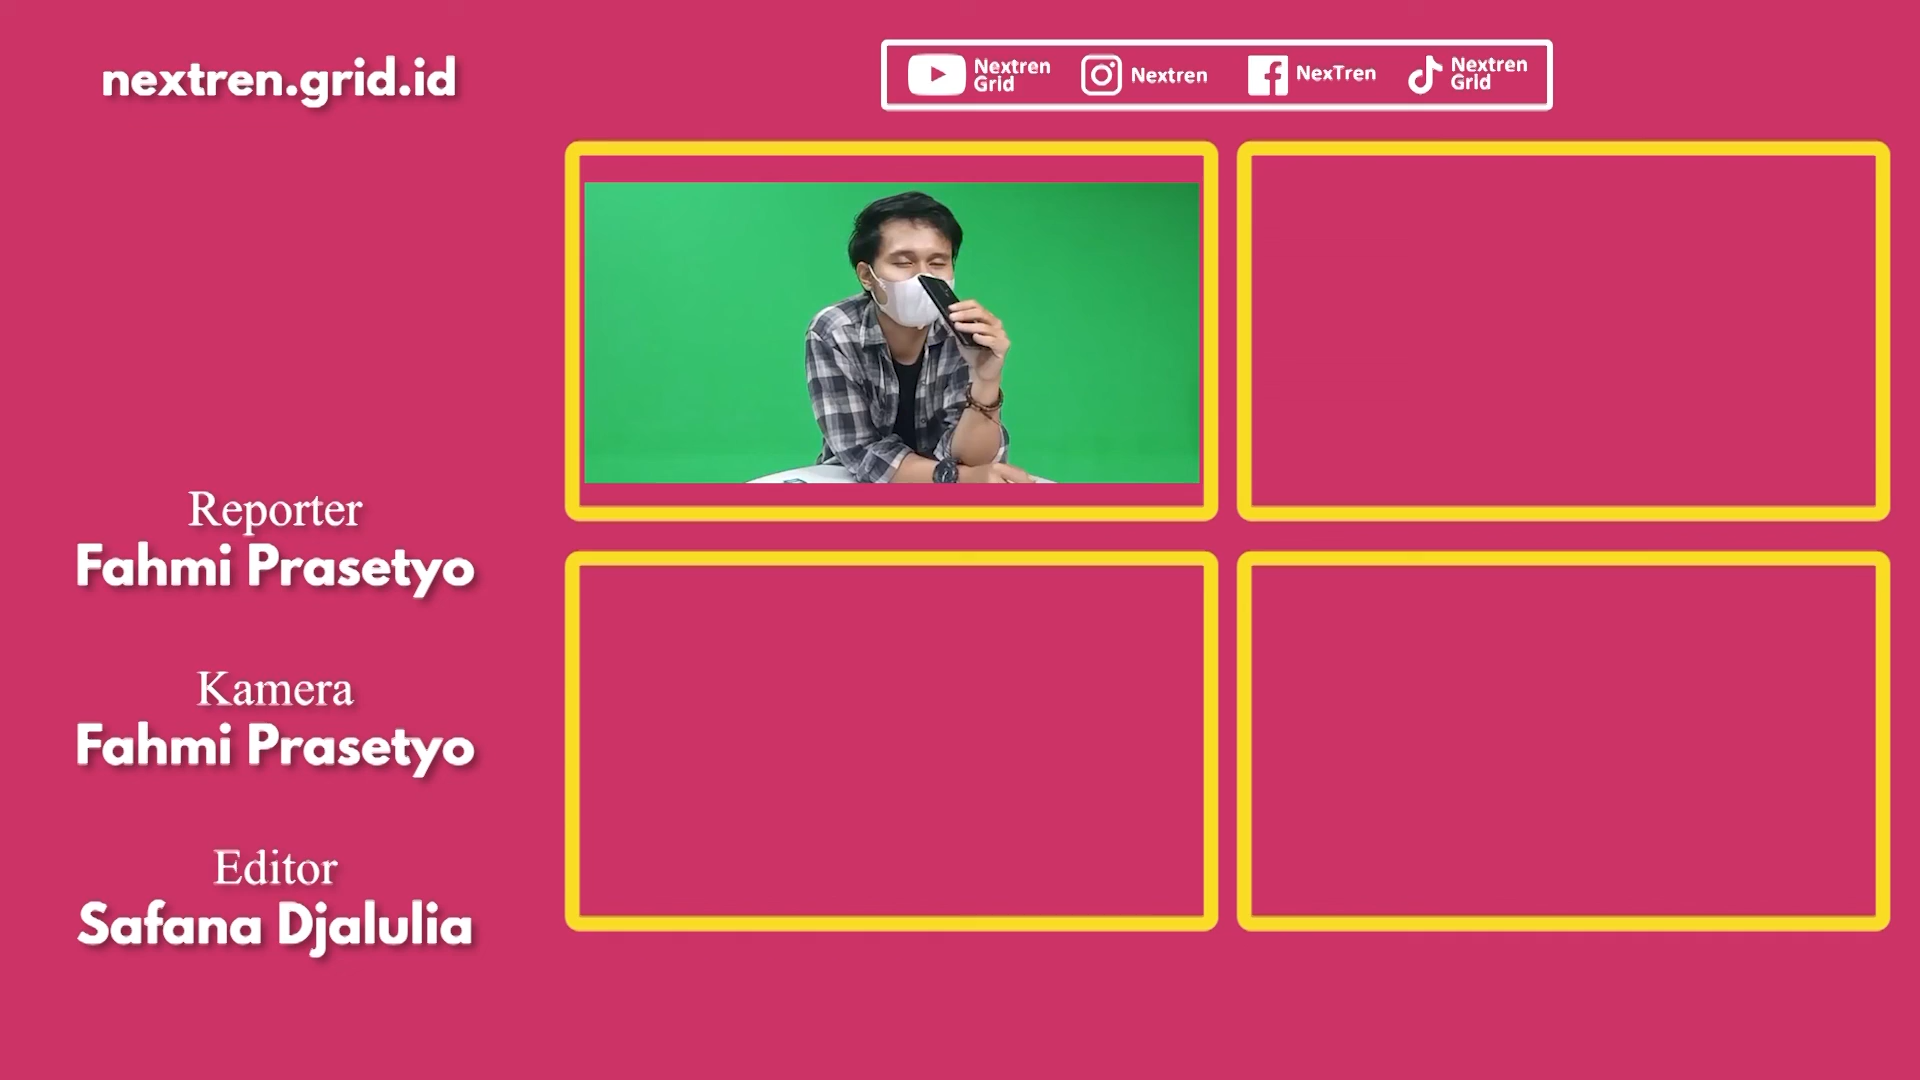 nextren.grid.id
Nextren
Grid
Nextren
NexTren
Nextren
Grid
Reporter
Fahmi Prasetyo
Kamera
Fahmi Prasetyo
Editor
Safana Djalulia